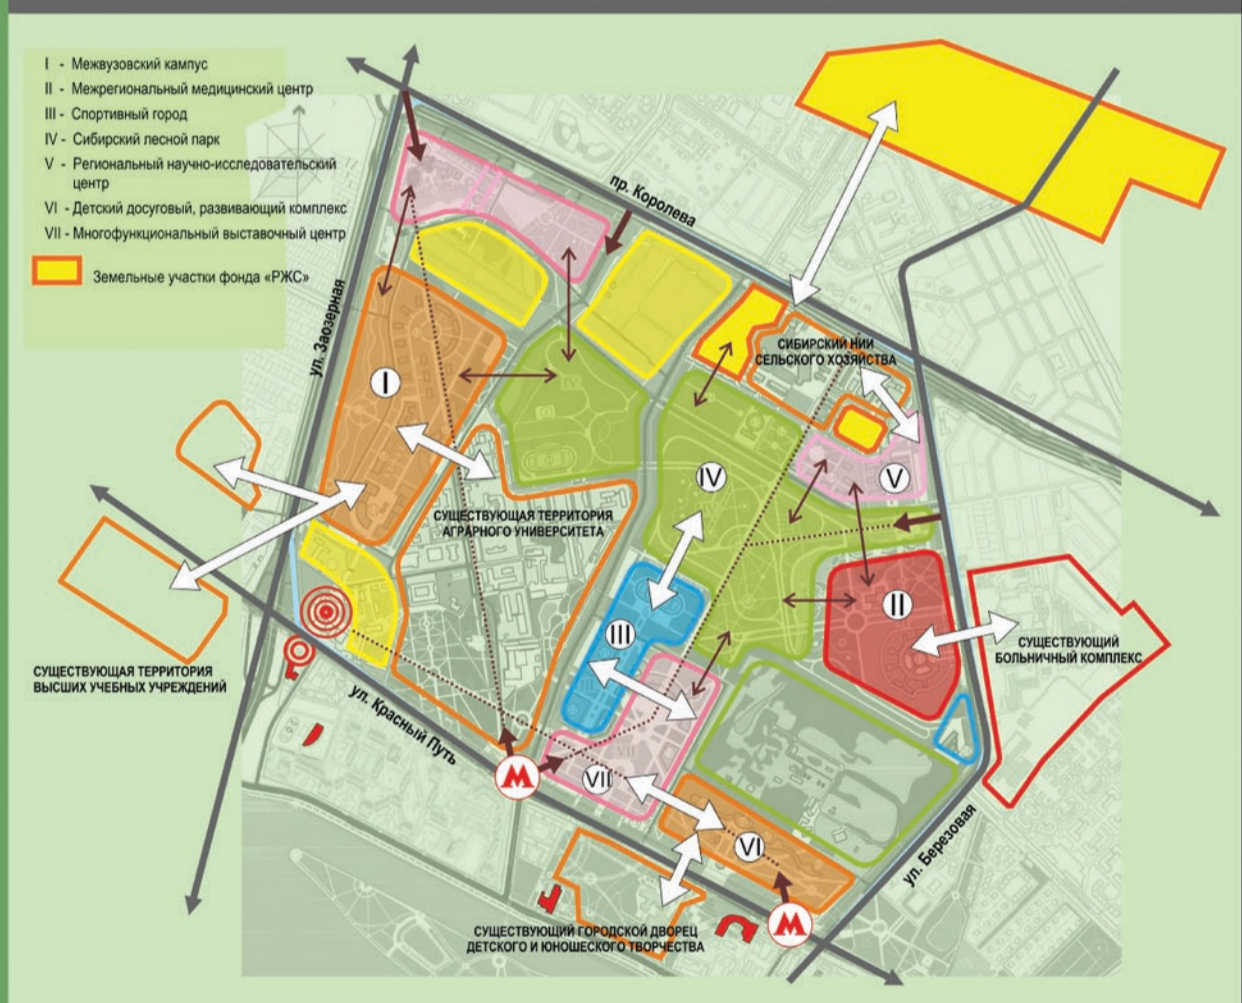 I - Межвузовский кампус
II - Межрегиональный медицинский центр
III - Спортивный город
IV - Сибирский лесной парк
V - Региональный научно-исследовательский
центр
VI - Детский досуговый, развивающий комплекс
VII - Многофункциональный выставочный центр
Земельные участки фонда «РЖС»
пр. Королева
ул. Заозерная
СИБИРСКИЙ НИИ
СЕЛЬСКОГО ХОЗЯЙСТВА
I
IV
IV
V
СУЩЕСТВУЮЩАЯ ТЕРРИТОРИЯ
АГРАРНОГО УНИВЕРСИТЕТА
II
III
СУЩЕСТВУЮЩИЙ
БОЛЬНИЧНЫЙ КОМПЛЕКС
СУЩЕСТВУЮЩАЯ ТЕРРИТОРИЯ
ВЫСШИХ УЧЕБНЫХ УЧРЕЖДЕНИЙ
ул. Красный Путь
VII
VII
М
VI
ул. Березовая
М
СУЩЕСТВУЮЩИЙ ГОРОДСКОЙ ДВОРЕЦ
ДЕТСКОГО И ЮНОШЕСКОГО ТВОРЧЕСТВА